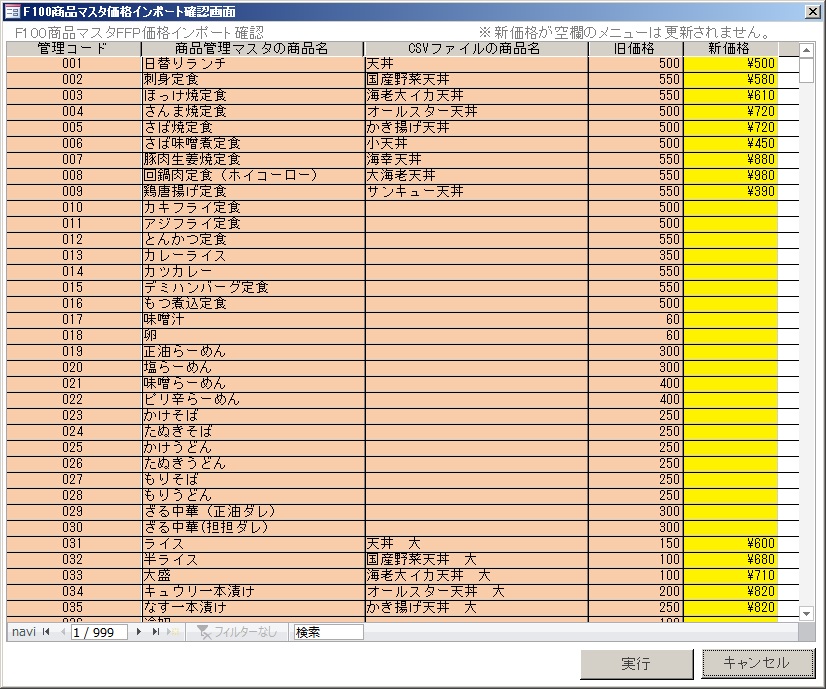 F100商品マスタ価格インポート確認画面
F100商品マスタFFP価格インポート確認 ※新価格が空欄のメニューは更新されません。
管理コード 商品管理マスタの商品名 CSVファイルの商品名 旧価格 新価格
001 日替りランチ 天丼 500 ¥500
002 刺身定食 国産野菜天丼 550 ¥580
003 ほっけ焼定食 海老大イカ天丼 550 ¥610
004 さんま焼定食 オールスター天丼 550 ¥720
005 さば焼定食 かき揚げ天丼 550 ¥720
006 さば味噌煮定食 小天丼 550 ¥450
007 豚肉生姜焼定食 海幸天丼 550 ¥880
008 回鍋肉定食（ホイコーロー） 大海老天丼 550 ¥980
009 鶏唐揚げ定食 サンキュー天丼 550 ¥390
010 カキフライ定食 500
011 アジフライ定食 550
012 とんかつ定食 550
013 カレーライス 350
014 カツカレー 550
015 デミハンバーグ定食 550
016 もつ煮込定食 500
017 味噌汁 60
018 卵 60
019 正油らーめん 300
020 塩らーめん 300
021 味噌らーめん 400
022 ピリ辛らーめん 400
023 かけそば 250
024 たぬきそば 250
025 かけうどん 250
026 たぬきうどん 250
027 もりそば 250
028 もりうどん 250
029 ざる中華（正油ダレ） 300
030 ざる中華(担担ダレ） 300
031 ライス 天丼　大 150 ¥600
032 半ライス 国産野菜天丼　大 100 ¥680
033 大盛 海老大イカ天丼　大 100 ¥710
034 キュウリ一本漬け オールスター天丼　大 200 ¥820
035 なす一本漬け かき揚げ天丼　大 250 ¥820
navi 1 / 999 フィルターなし 検索
実行 キャンセル